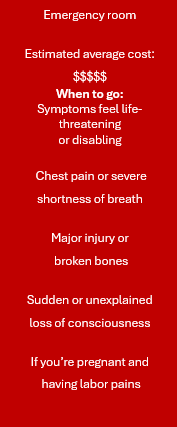 Emergency room
Estimated average cost:
$$$$$
When to go:
Symptoms feel life-
threatening
or disabling
Chest pain or severe
shortness of breath
Major injury or
broken bones
Sudden or unexplained
loss of consciousness
If you're pregnant and
having labor pains